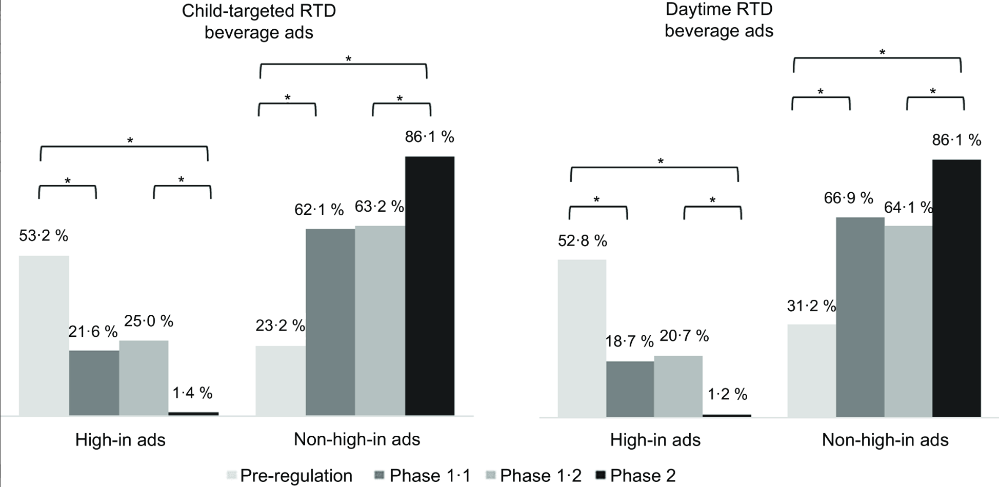 Child-targeted RTD
beverage ads
*
*
*
86·1 %
*
*
*
62·1 %
63·2 %
53·2 %
21·6 %
25·0 %
23·2 %
1·4 %
High-in ads
Non-high-in ads
Daytime RTD
beverage ads
*
*
*
86·1 %
*
*
*
66·9 %
64·1 %
52·8 %
31·2 %
18·7 %
20·7 %
1·2 %
High-in ads
Non-high-in ads
Pre-regulation
Phase 1·1
Phase 1·2
Phase 2